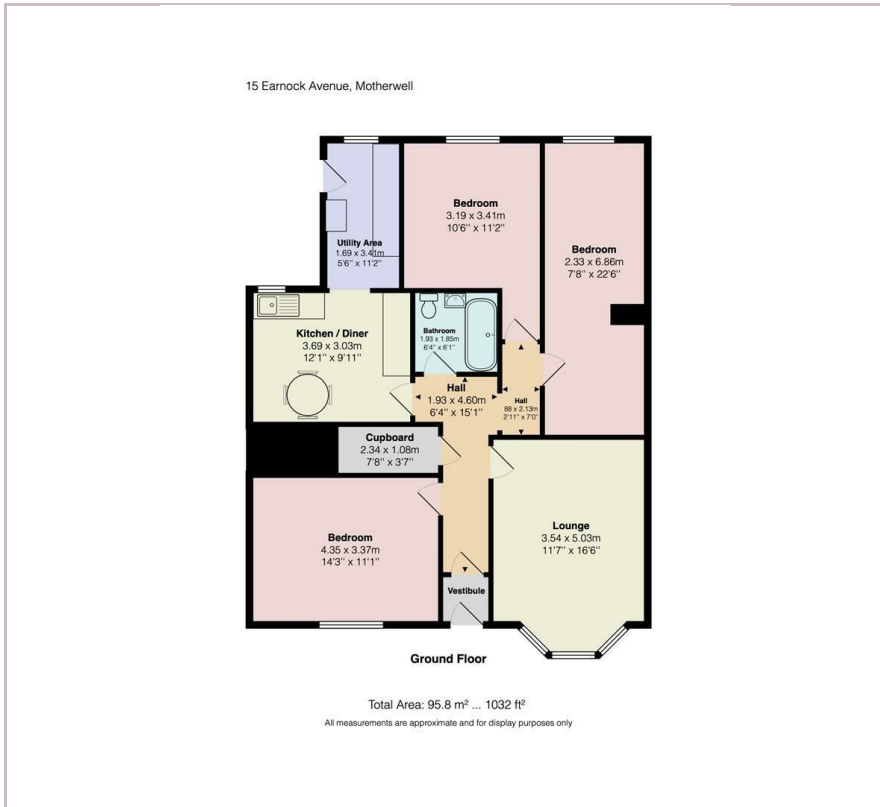 15 Earnock Avenue, Motherwell
Bedroom
3.19 x 3.41m
10'6" x 11'2"
Bedroom
2.33 x 6.86m
7'8" x 22'6"
Utility Area
1.69 x 3.41m
5'6" x 11'2"
Kitchen / Diner
3.69 x 3.03m
12'1" x 9'11"
Bathroom
1.93 x 1.85m
6'4" x 6'1"
Hall
1.93 x 4.60m
6'4" x 15'1"
Hall
88 x 2.13m
2'11" x 7'0"
Cupboard
2.34 x 1.08m
7'8" x 3'7"
Bedroom
4.35 x 3.37m
14'3" x 11'1"
Lounge
3.54 x 5.03m
11'7" x 16'6"
Vestibule
Ground Floor
Total Area: 95.8 m² ... 1032 ft²
All measurements are approximate and for display purposes only